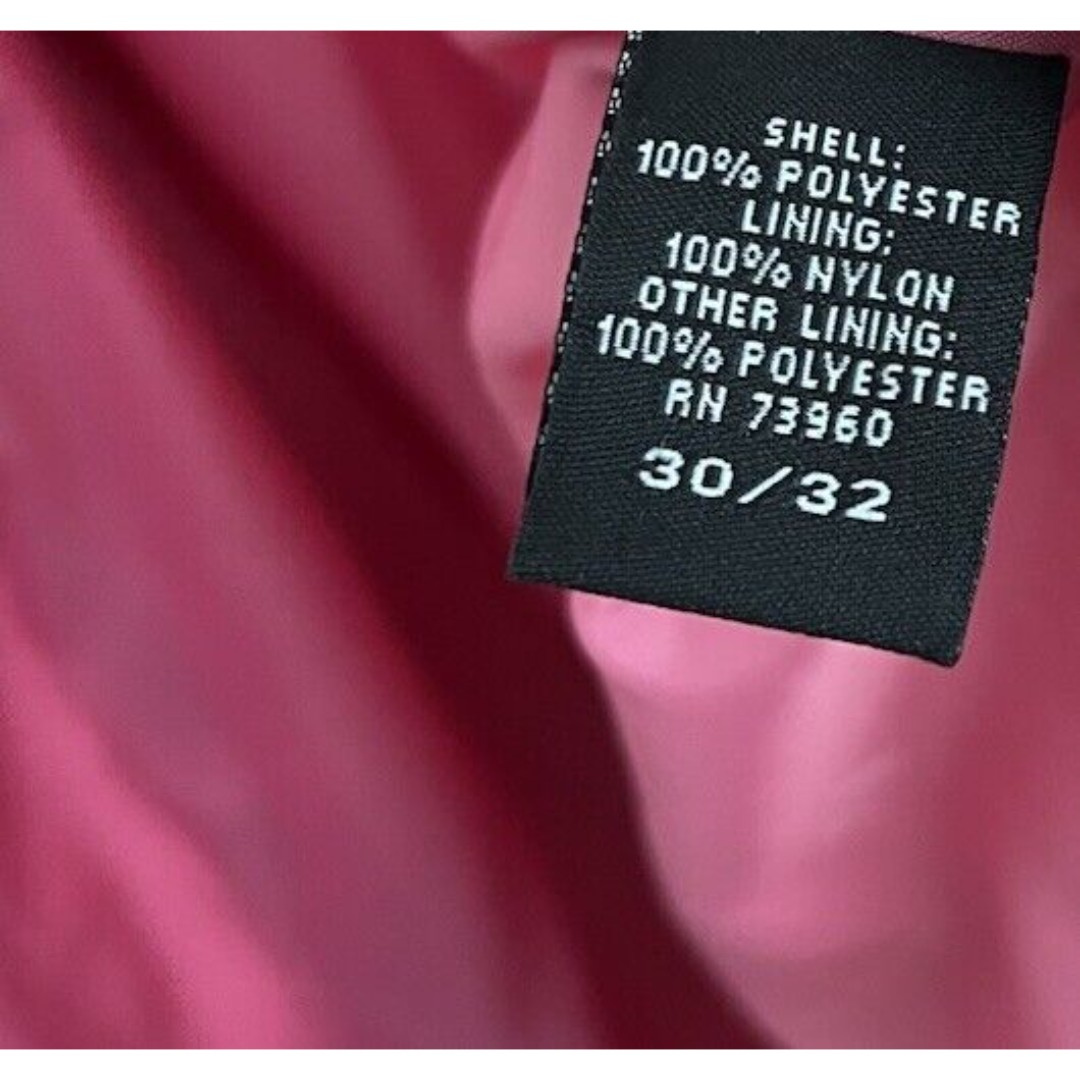 SHELL:
100% POLYESTER
LINING:
100% NYLON
OTHER LINING:
100% POLYESTER
RN 73960
30/32